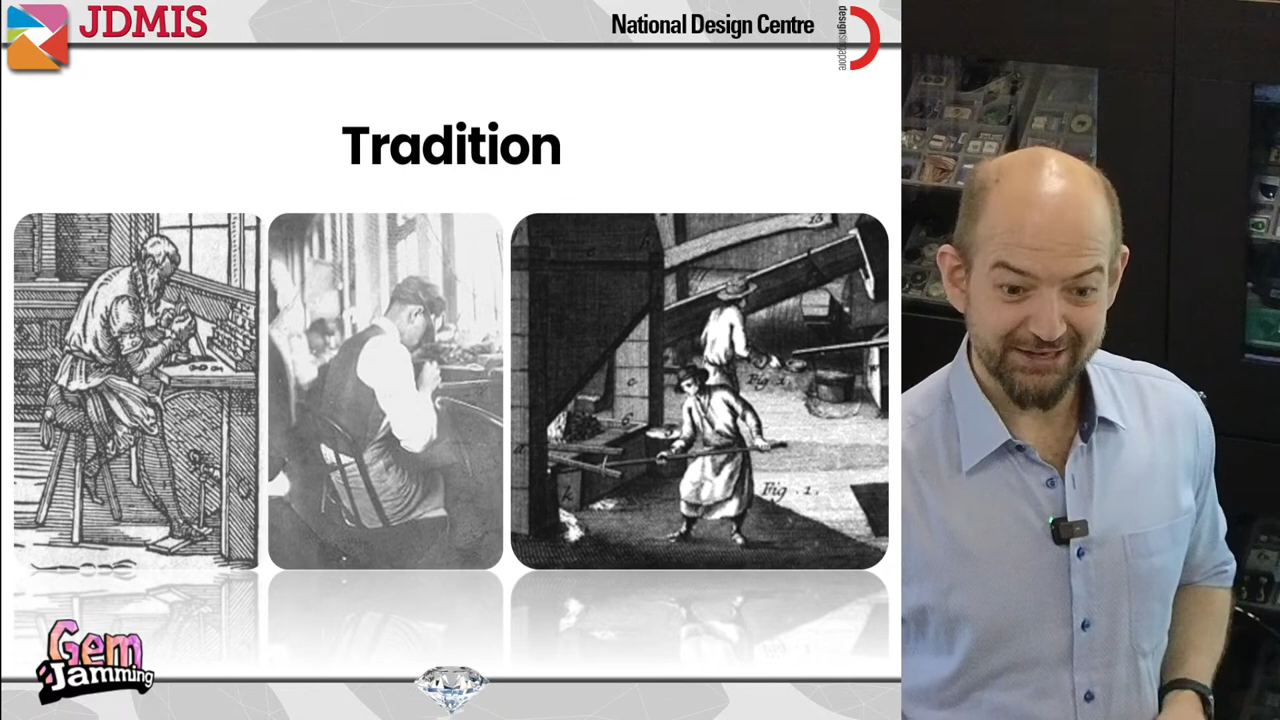 JDMIS
National Design Centre
designsingapore
Tradition
Fig. 1.
Gem
Jamming